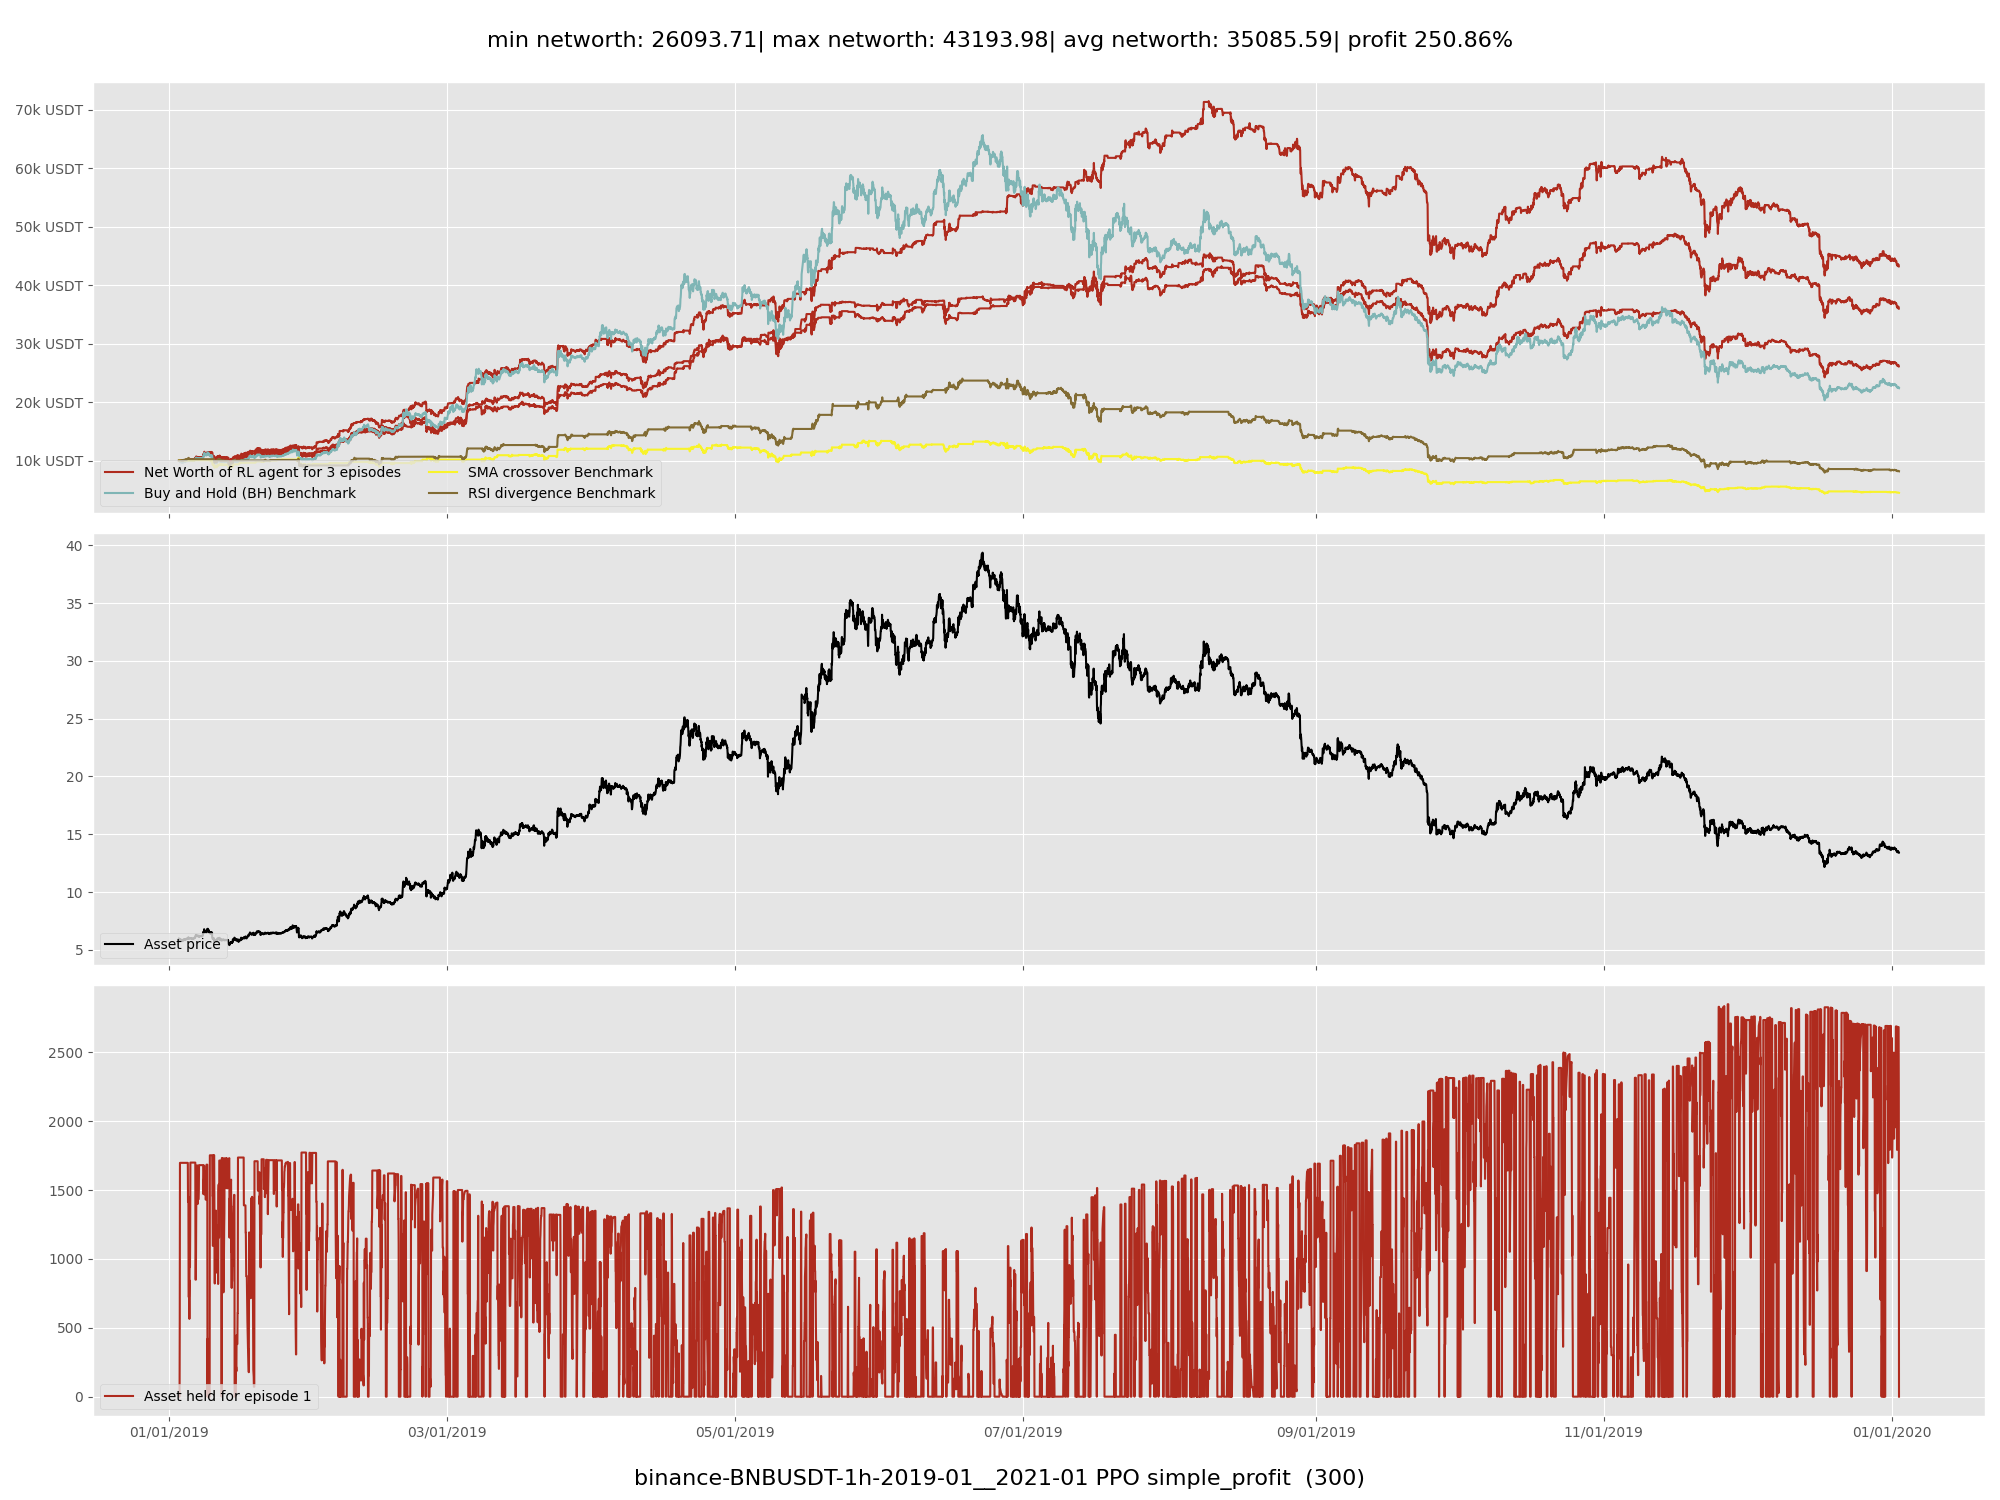 min networth: 26093.71| max networth: 43193.98| avg networth: 35085.59| profit 250.86%
70k USDT
60k USDT
50k USDT
40k USDT
30k USDT
20k USDT
10k USDT
Net Worth of RL agent for 3 episodes
Buy and Hold (BH) Benchmark
SMA crossover Benchmark
RSI divergence Benchmark
40
35
30
25
20
15
10
5
Asset price
2500
2000
1500
1000
500
0
Asset held for episode 1
01/01/2019 03/01/2019 05/01/2019 07/01/2019 09/01/2019 11/01/2019 01/01/2020
binance-BNBUSDT-1h-2019-01__2021-01 PPO simple_profit (300)